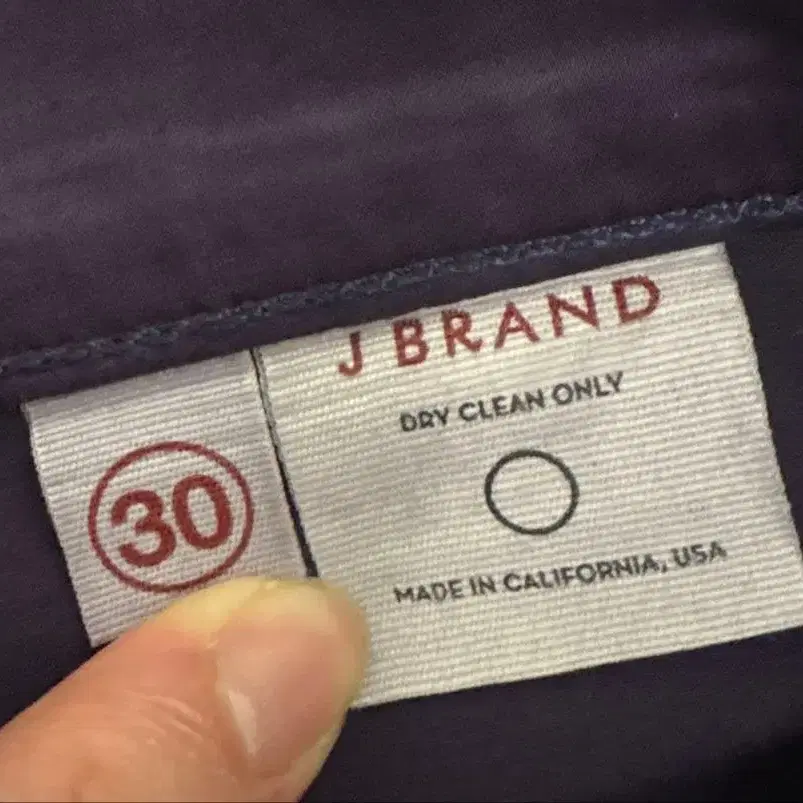 30
J BRAND
DRY CLEAN ONLY
MADE IN CALIFORNIA, USA